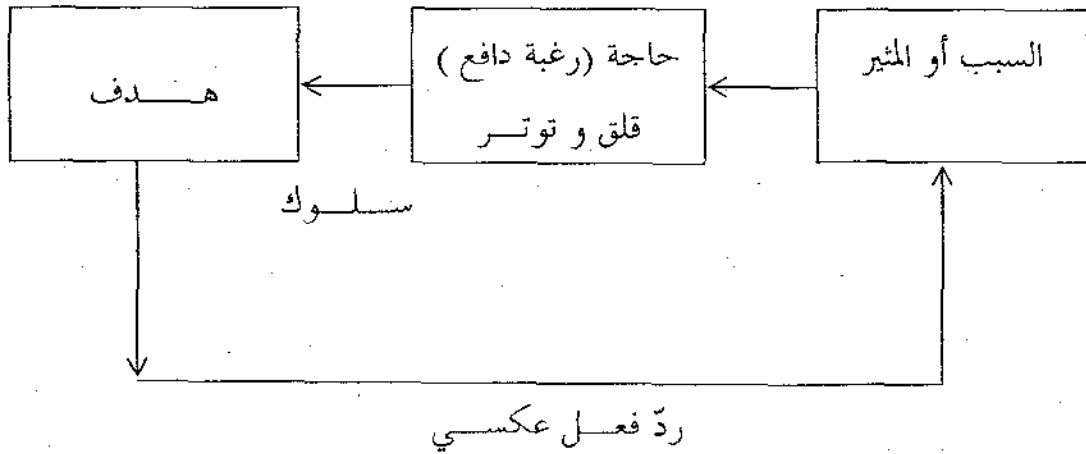 السبب أو المثير
حاجة (رغبة دافع )
قلق و توتر
هدف
سلوك
ردّ فعل عكسي